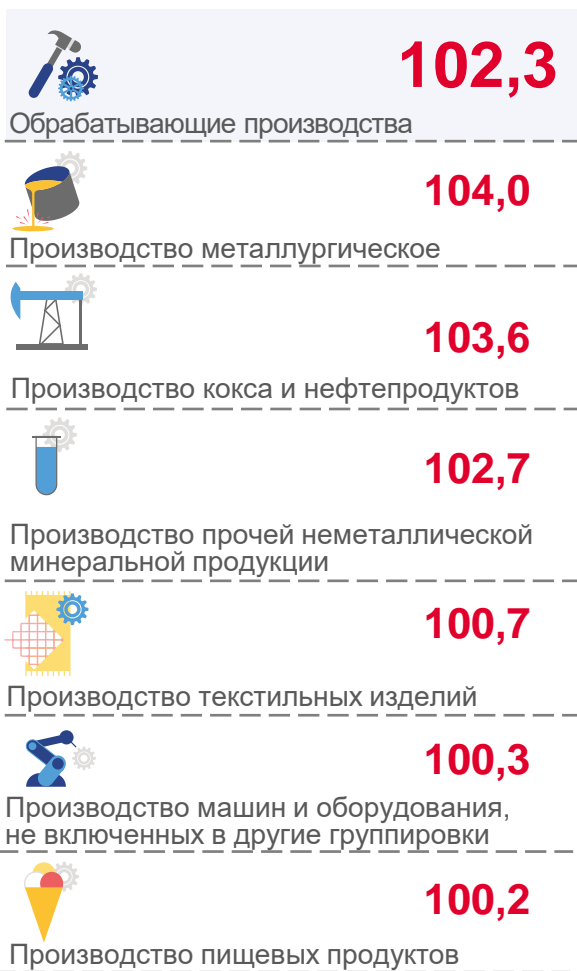 102,3
Обрабатывающие производства
104,0
Производство металлургическое
103,6
Производство кокса и нефтепродуктов
102,7
Производство прочей неметаллической
минеральной продукции
100,7
Производство текстильных изделий
100,3
Производство машин и оборудования,
не включенных в другие группировки
100,2
Производство пищевых продуктов